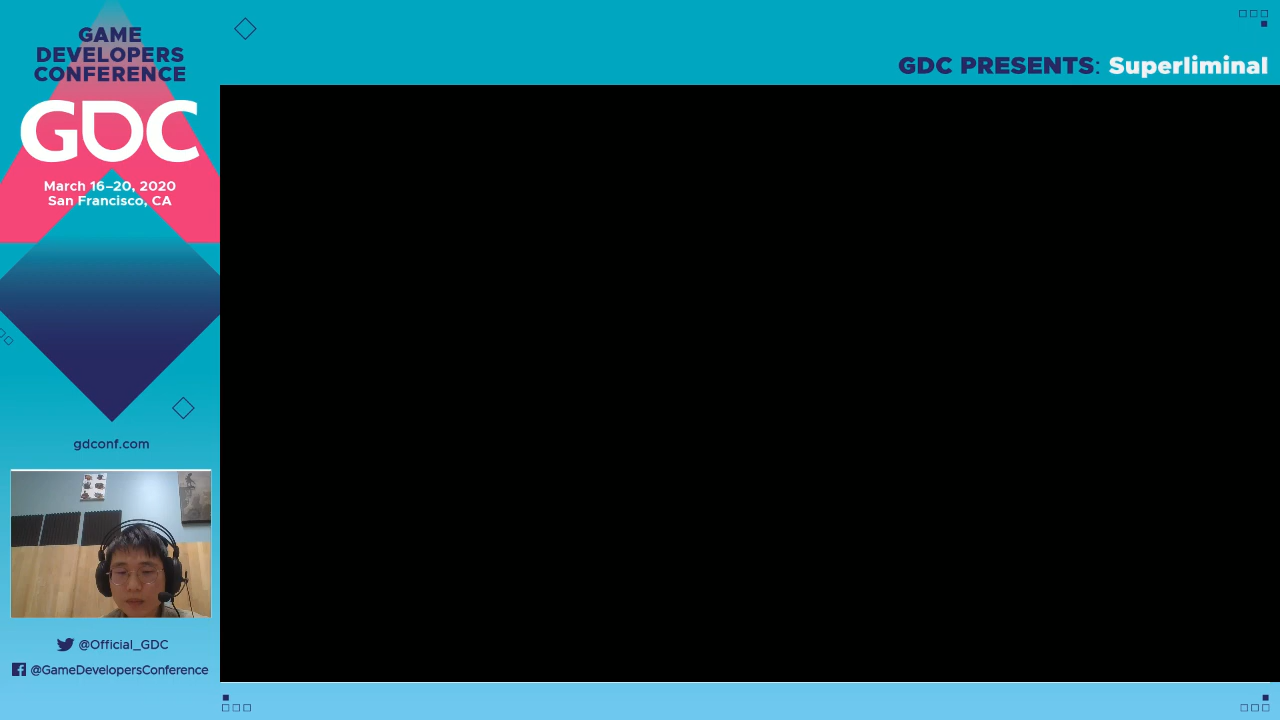 GAME
DEVELOPERS
CONFERENCE
GDC
March 16–20, 2020
San Francisco, CA
gdconf.com
@Official_GDC
@GameDevelopersConference
GDC PRESENTS: Superliminal